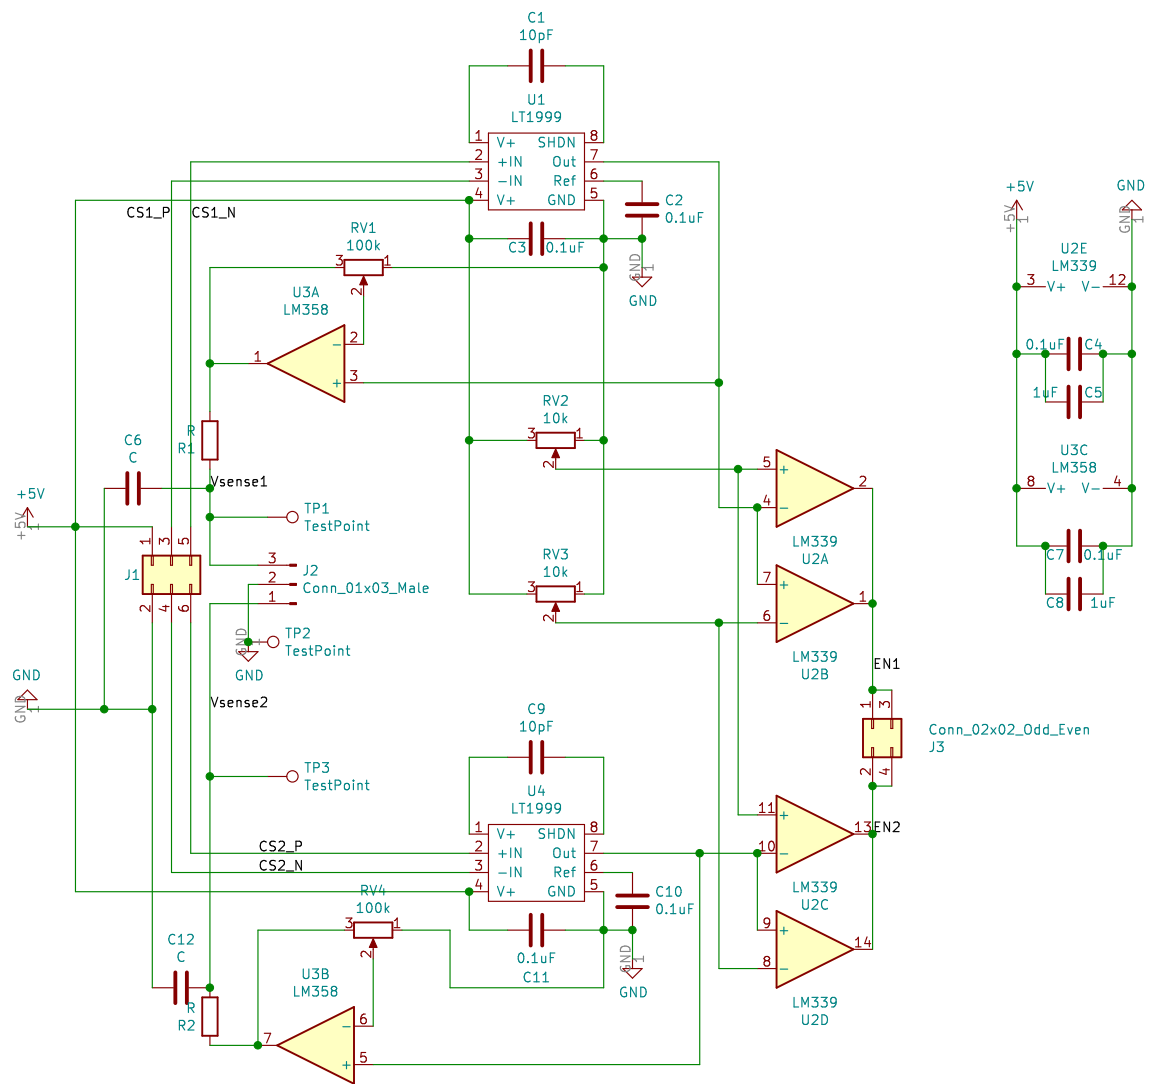 C1
10pF
U1
LT1999
1 V+ SHDN 8
2 +IN Out 7
3 -IN Ref 6
4 V+ GND 5
C2
0.1uF
CS1_P CS1_N
C3 0.1uF
GND 1
GND
RV1
100k
3 1
2
U3A
LM358
1
2 −
3 +
+5V
+5V 1
GND
GND 1
U2E
LM339
3 V+ V- 12
0.1uF C4
1uF C5
U3C
LM358
8 V+ V- 4
C7 0.1uF
C8 1uF
RV2
10k
3 1
2
R
R1
C6
C
Vsense1
+5V
+5V 1
TP1
TestPoint
5 +
4 −
2
LM339
U2A
RV3
10k
3 1
2
7 +
6 −
1
LM339
U2B
1 3 5
J1
2 4 6
3
2
1
J2
Conn_01x03_Male
TP2
TestPoint
GND 1
GND
GND
GND 1
Vsense2
EN1
1 3
Conn_02x02_Odd_Even
J3
2 4
TP3
TestPoint
C9
10pF
U4
LT1999
1 V+ SHDN 8
2 +IN Out 7
3 -IN Ref 6
4 V+ GND 5
CS2_P
CS2_N
11 +
10 −
13
EN2
LM339
U2C
C10
0.1uF
RV4
100k
3 1
2
0.1uF
C11
GND 1
GND
9 +
8 −
14
LM339
U2D
C12
C
R
R2
U3B
LM358
7
6 −
5 +